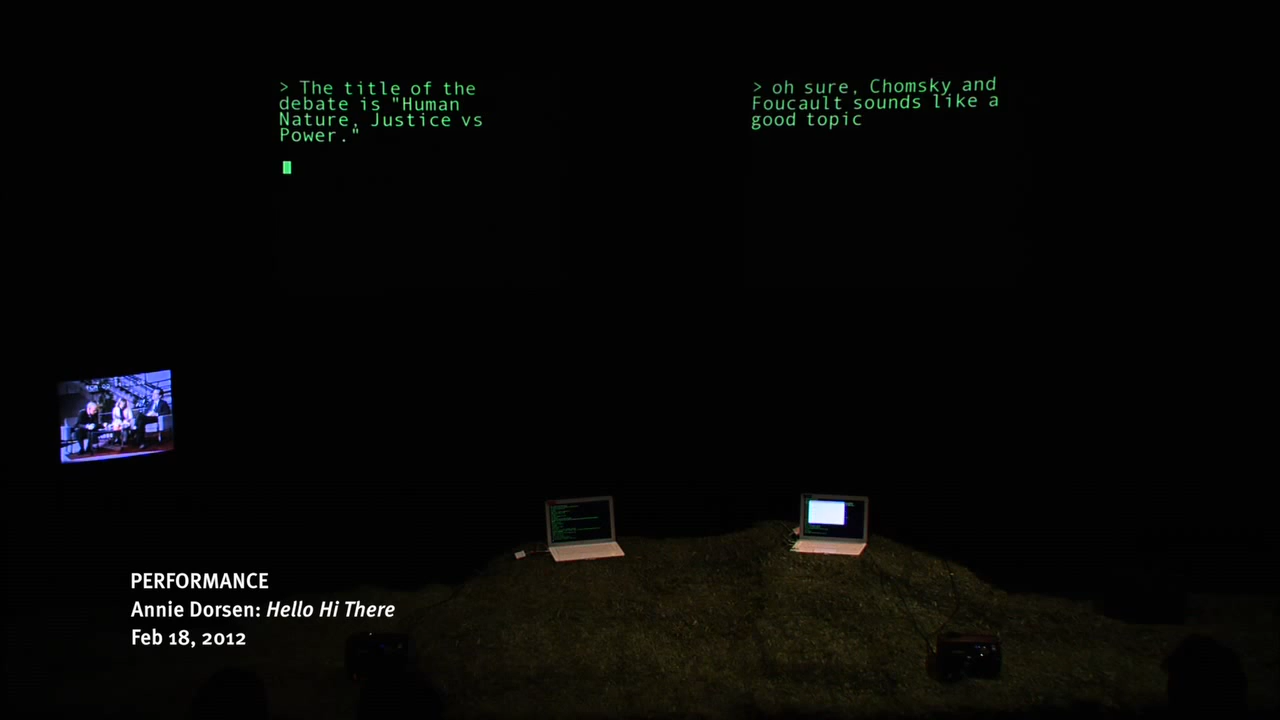 > The title of the
debate is "Human
Nature, Justice vs
Power."
> oh sure, Chomsky and
Foucault sounds like a
good topic
PERFORMANCE
Annie Dorsen: Hello Hi There
Feb 18, 2012